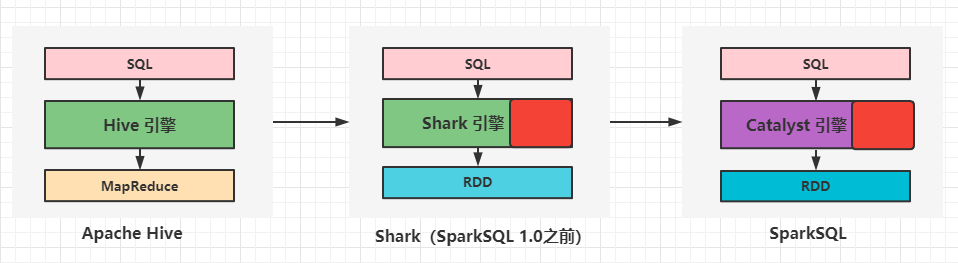 SQL
Hive 引擎
MapReduce
Apache Hive
SQL
Shark 引擎
RDD
Shark（SparkSQL 1.0之前）
SQL
Catalyst 引擎
RDD
SparkSQL